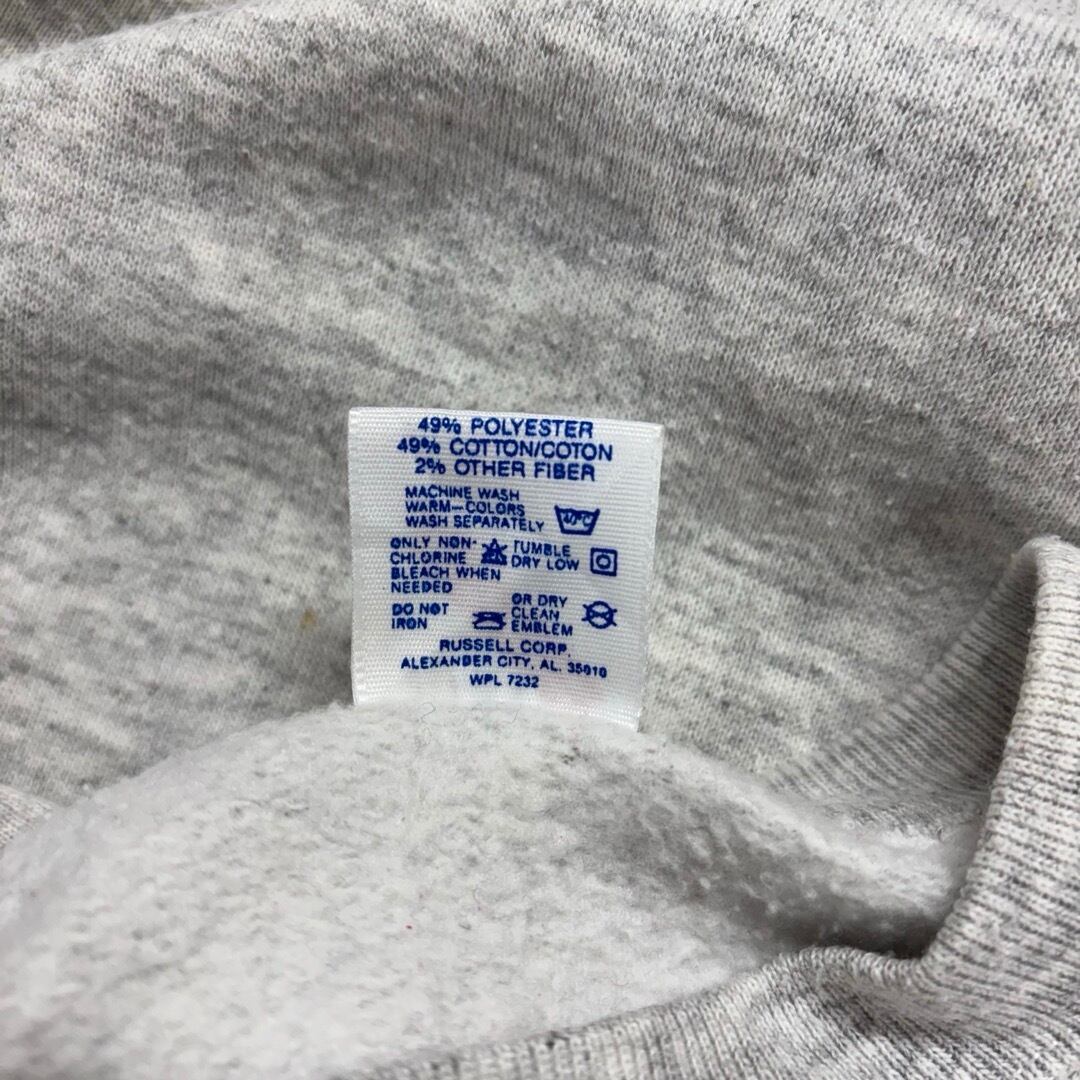 49% POLYESTER
49% COTTON/COTON
2% OTHER FIBER
MACHINE WASH
WARM—COLORS
WASH SEPARATELY
40°C
ONLY NON-
CHLORINE
BLEACH WHEN
NEEDED
TUMBLE
DRY LOW
DO NOT
IRON
OR DRY
CLEAN
EMBLEM
RUSSELL CORP.
ALEXANDER CITY, AL. 35010
WPL 7232